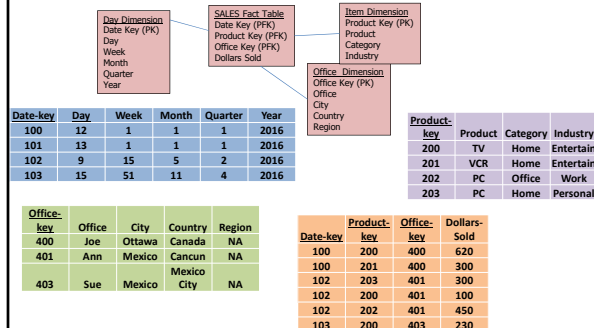 Day Dimension
Date Key (PK)
Day
Week
Month
Quarter
Year
SALES Fact Table
Date Key (PFK)
Product Key (PFK)
Office Key (PFK)
Dollars Sold
Item Dimension
Product Key (PK)
Product
Category
Industry
Office Dimension
Office Key (PK)
Office
City
Country
Region
Date-key Day Week Month Quarter Year
100 12 1 1 1 2016
101 13 1 1 1 2016
102 9 15 5 2 2016
103 15 51 11 4 2016
Product-
key Product Category Industry
200 TV Home Entertain
201 VCR Home Entertain
202 PC Office Work
203 PC Home Personal
Office-
key Office City Country Region
400 Joe Ottawa Canada NA
401 Ann Mexico Cancun NA
Mexico
403 Sue Mexico City NA
Product- Office- Dollars-
Date-key key key Sold
100 200 400 620
100 201 400 300
102 203 401 300
102 200 401 100
102 202 401 450
103 200 403 230